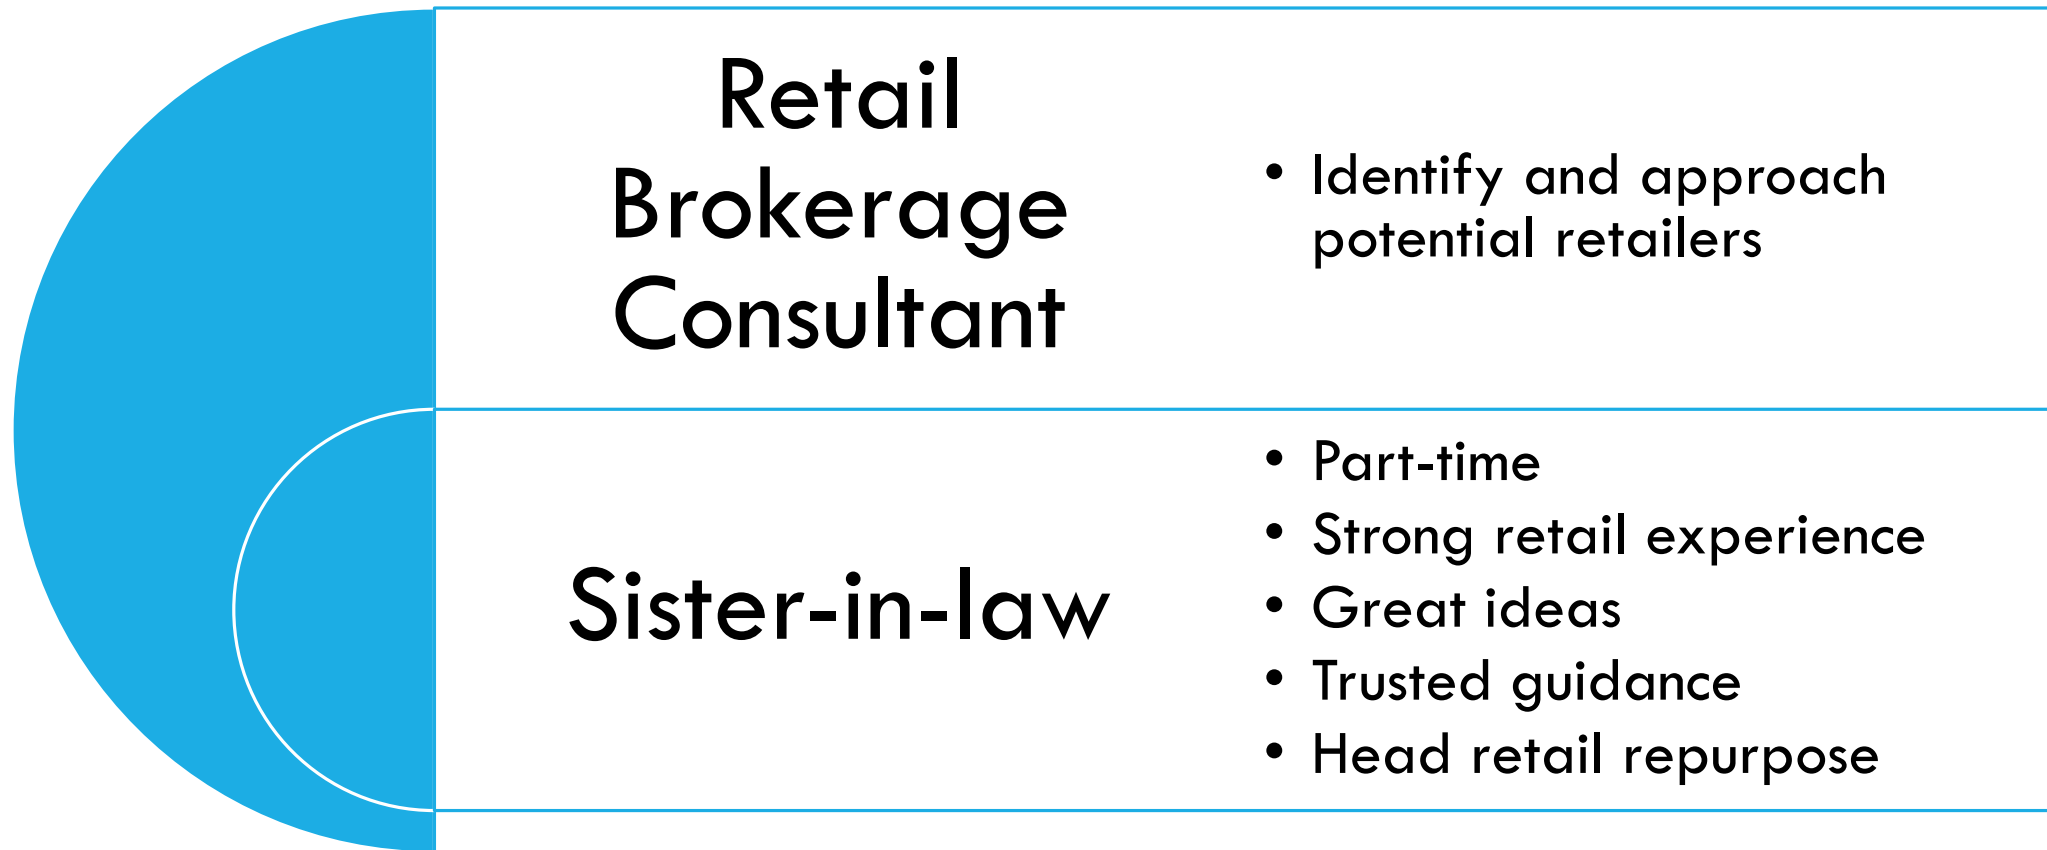 Retail
Brokerage
Consultant
• Identify and approach
potential retailers
Sister-in-law
• Part-time
• Strong retail experience
• Great ideas
• Trusted guidance
• Head retail repurpose